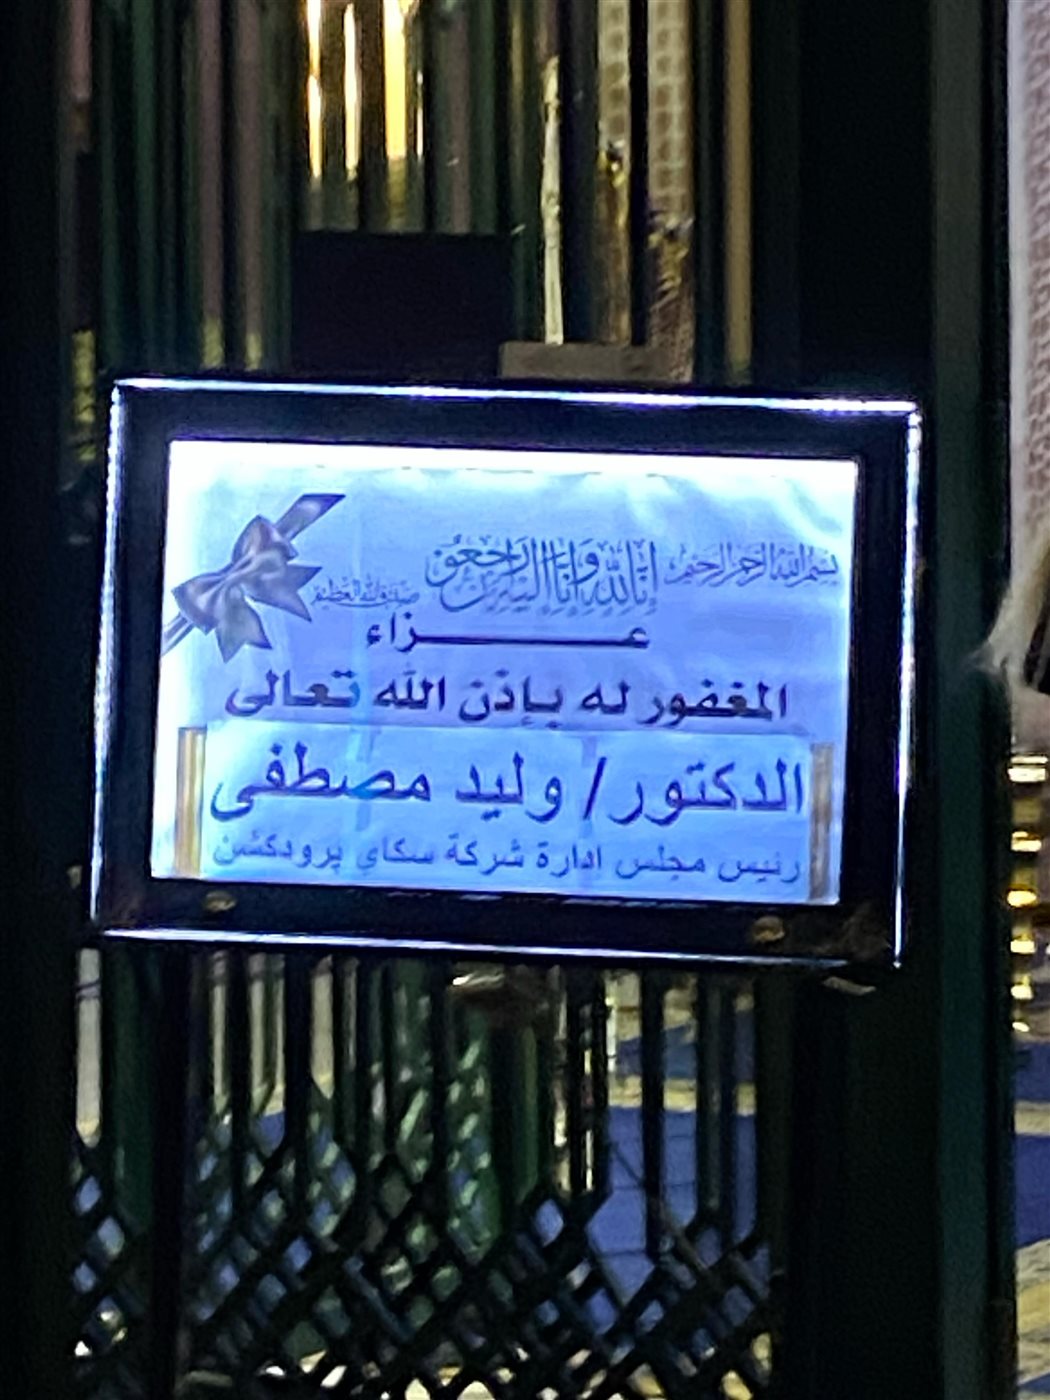 بسم الله الرحمن الرحيم
إنا لله وإنا إليه راجعون
صدق الله العظيم
عـــــــــزاء
المغفور له بإذن الله تعالى
الدكتور/ وليد مصطفى
رئيس مجلس ادارة شركة سكاي برودكشن